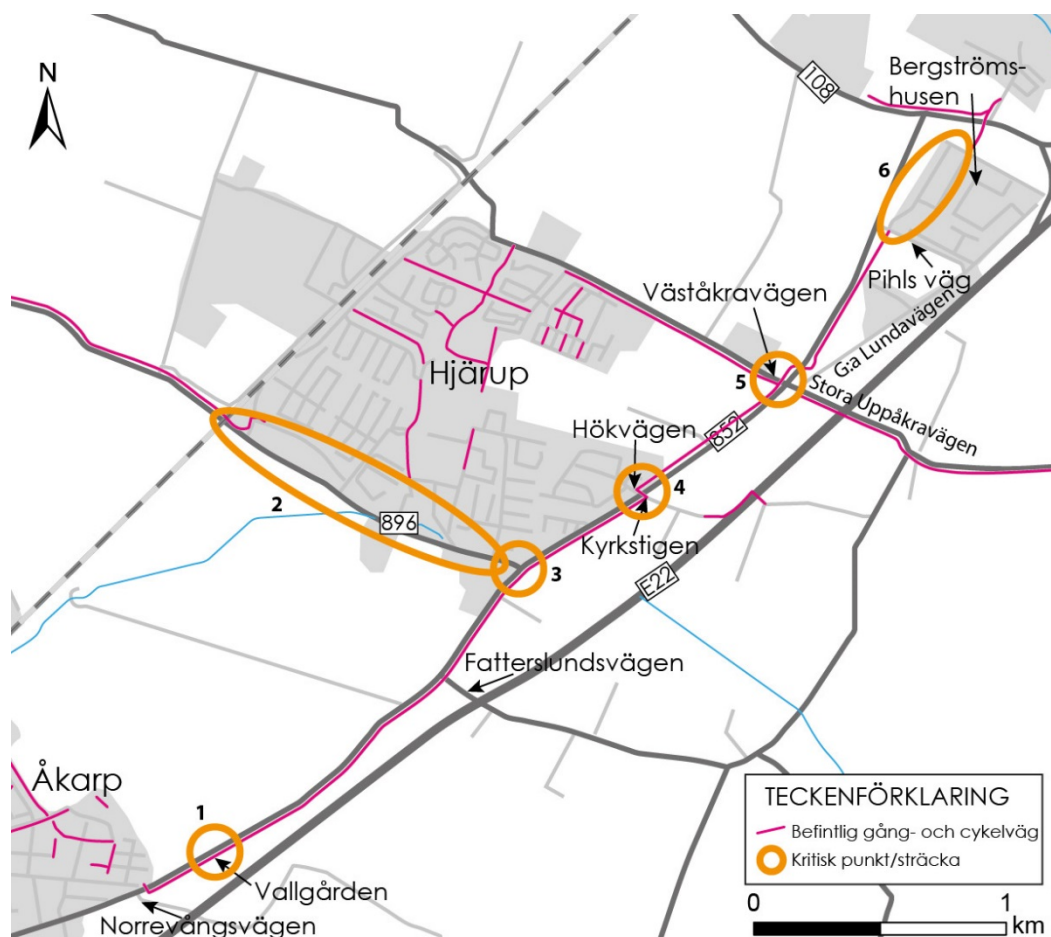 N
108
Bergströms-
husen
6
Pihls väg
Väståkravägen
G:a Lundavägen
5
Stora Uppåkravägen
Hjärup
852
Hökvägen
4
Kyrkstigen
2
896
3
E22
Fatterslundsvägen
Åkarp
1
Vallgården
Norrevångsvägen
TECKENFÖRKLARING
Befintlig gång- och cykelväg
Kritisk punkt/sträcka
0 1
km